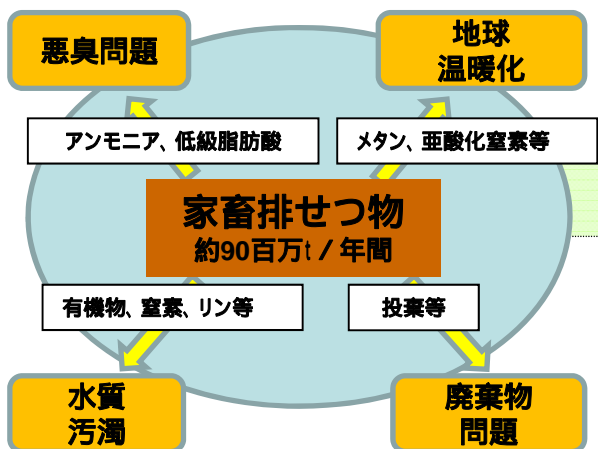 悪臭問題
地球
温暖化
アンモニア、低級脂肪酸
メタン、亜酸化窒素等
家畜排せつ物
約90百万t／年間
有機物、窒素、リン等
投棄等
水質
汚濁
廃棄物
問題